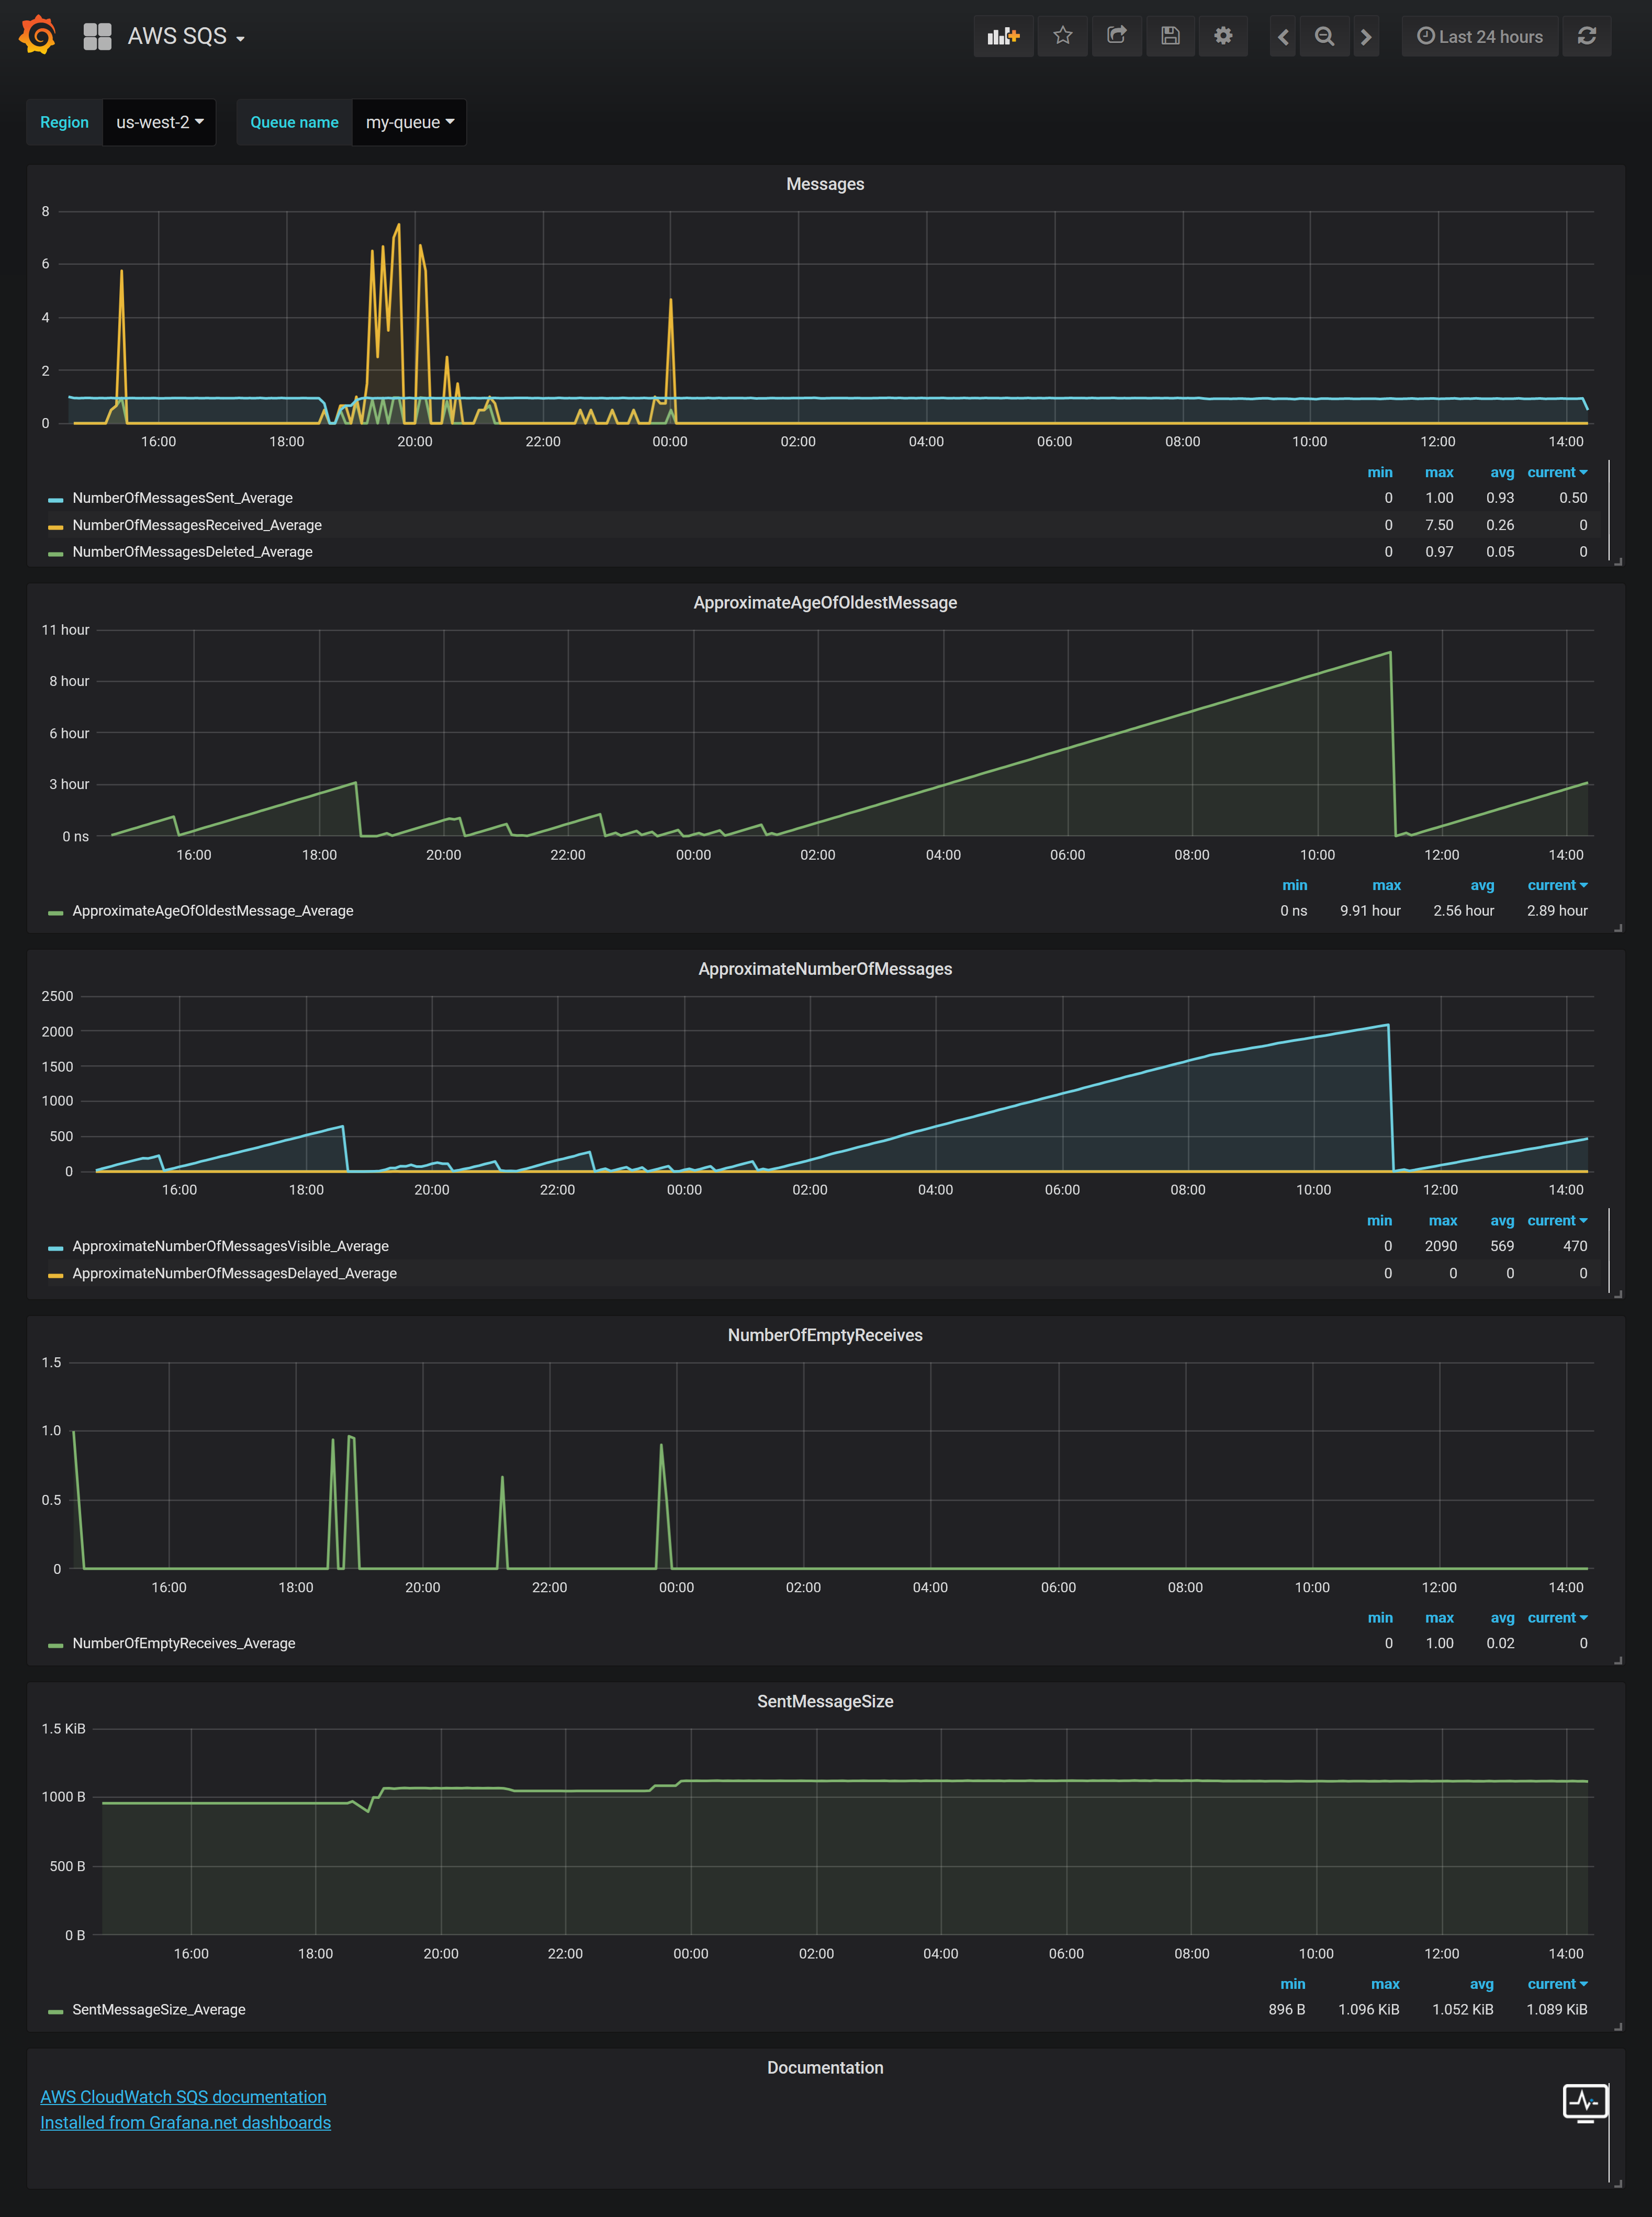 AWS SQS
Last 24 hours
Region us-west-2 Queue name my-queue
Messages
8
6
4
2
0
16:00 18:00 20:00 22:00 00:00 02:00 04:00 06:00 08:00 10:00 12:00 14:00
min max avg current
NumberOfMessagesSent_Average 0 1.00 0.93 0.50
NumberOfMessagesReceived_Average 0 7.50 0.26 0
NumberOfMessagesDeleted_Average 0 0.97 0.05 0
ApproximateAgeOfOldestMessage
11 hour
8 hour
6 hour
3 hour
0 ns
16:00 18:00 20:00 22:00 00:00 02:00 04:00 06:00 08:00 10:00 12:00 14:00
min max avg current
ApproximateAgeOfOldestMessage_Average 0 ns 9.91 hour 2.56 hour 2.89 hour
ApproximateNumberOfMessages
2500
2000
1500
1000
500
0
16:00 18:00 20:00 22:00 00:00 02:00 04:00 06:00 08:00 10:00 12:00 14:00
min max avg current
ApproximateNumberOfMessagesVisible_Average 0 2090 569 470
ApproximateNumberOfMessagesDelayed_Average 0 0 0 0
NumberOfEmptyReceives
1.5
1.0
0.5
0
16:00 18:00 20:00 22:00 00:00 02:00 04:00 06:00 08:00 10:00 12:00 14:00
min max avg current
NumberOfEmptyReceives_Average 0 1.00 0.02 0
SentMessageSize
1.5 KiB
1000 B
500 B
0 B
16:00 18:00 20:00 22:00 00:00 02:00 04:00 06:00 08:00 10:00 12:00 14:00
min max avg current
SentMessageSize_Average 896 B 1.096 KiB 1.052 KiB 1.089 KiB
Documentation
AWS CloudWatch SQS documentation
Installed from Grafana.net dashboards